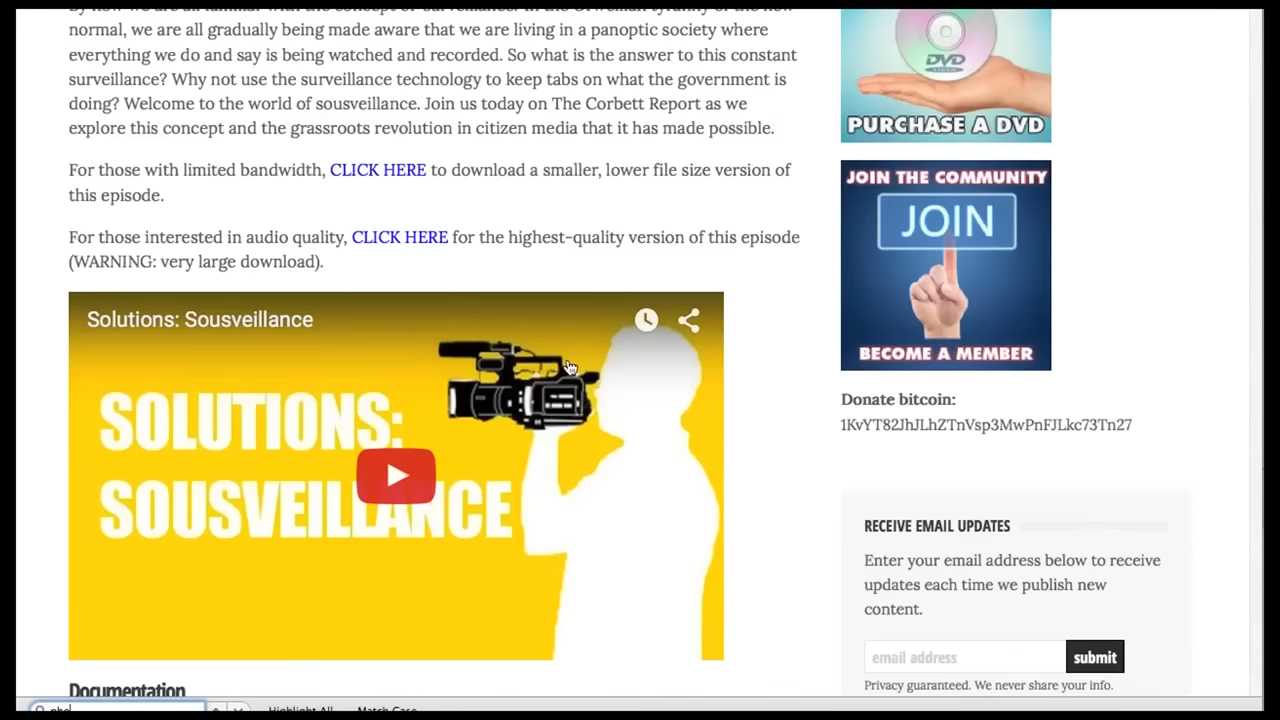 normal, we are all gradually being made aware that we are living in a panoptic society where
everything we do and say is being watched and recorded. So what is the answer to this constant
surveillance? Why not use the surveillance technology to keep tabs on what the government is
doing? Welcome to the world of sousveillance. Join us today on The Corbett Report as we
explore this concept and the grassroots revolution in citizen media that it has made possible.
For those with limited bandwidth, CLICK HERE to download a smaller, lower file size version of
this episode.
For those interested in audio quality, CLICK HERE for the highest-quality version of this episode
(WARNING: very large download).
Solutions: Sousveillance
SOLUTIONS:
SOUSVEILLANCE
Documentation
Highlight All Match Case
DVD
VIDEO
PURCHASE A DVD
JOIN THE COMMUNITY
JOIN
BECOME A MEMBER
Donate bitcoin:
1KvYT82JhJLhZTnVsp3MwPnFJLkc73Tn27
RECEIVE EMAIL UPDATES
Enter your email address below to receive
updates each time we publish new
content.
email address submit
Privacy guaranteed. We never share your info.